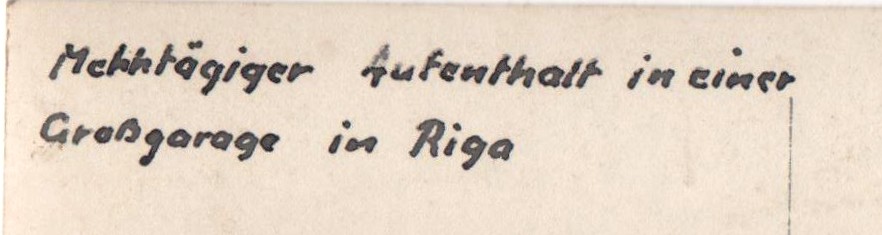 Mehrtägiger Aufenthalt in einer
Großgarage in Riga